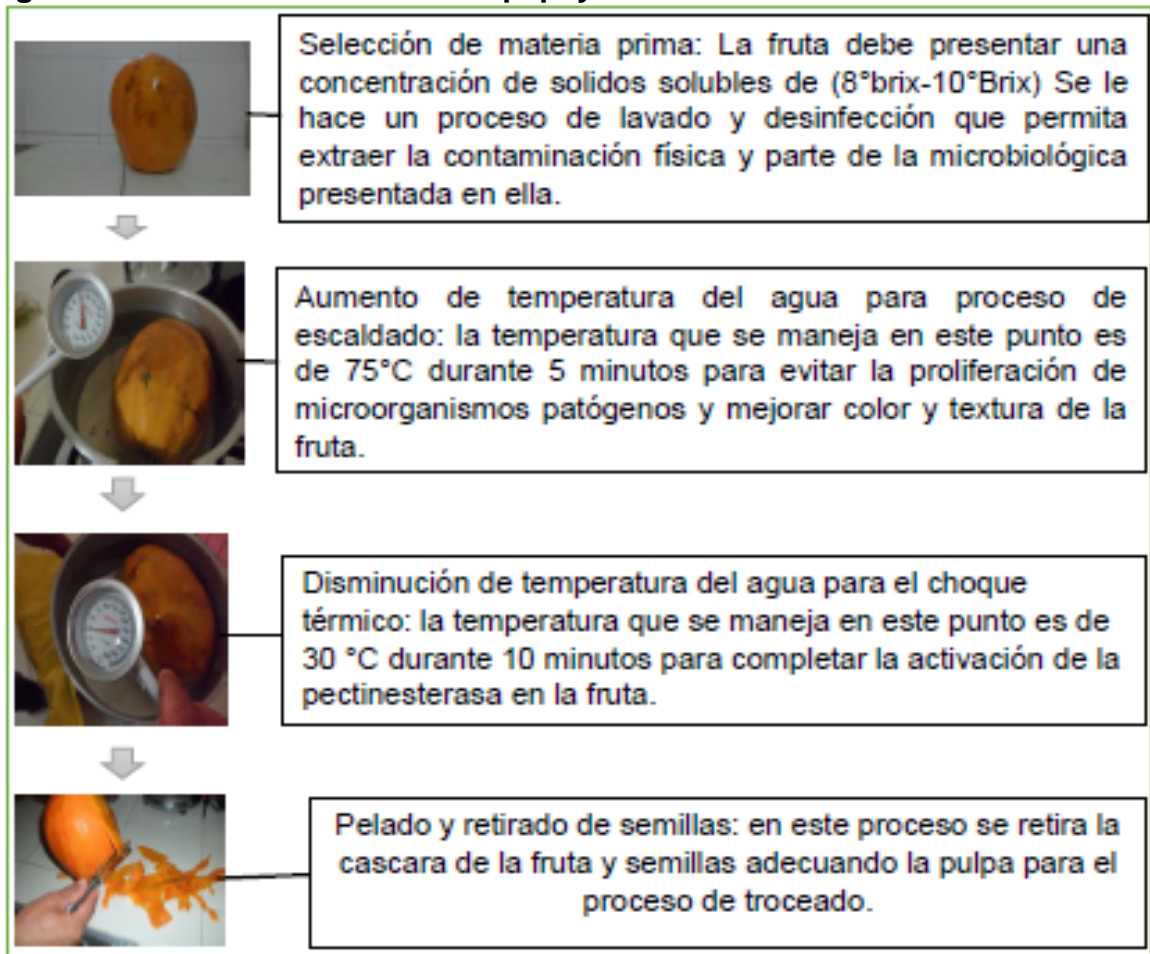 Selección de materia prima: La fruta debe presentar una
concentración de solidos solubles de (8°brix-10°Brix) Se le
hace un proceso de lavado y desinfección que permita
extraer la contaminación física y parte de la microbiológica
presentada en ella.
Aumento de temperatura del agua para proceso de
escaldado: la temperatura que se maneja en este punto es
de 75°C durante 5 minutos para evitar la proliferación de
microorganismos patógenos y mejorar color y textura de la
fruta.
Disminución de temperatura del agua para el choque
térmico: la temperatura que se maneja en este punto es de
30 °C durante 10 minutos para completar la activación de la
pectinesterasa en la fruta.
Pelado y retirado de semillas: en este proceso se retira la
cascara de la fruta y semillas adecuando la pulpa para el
proceso de troceado.